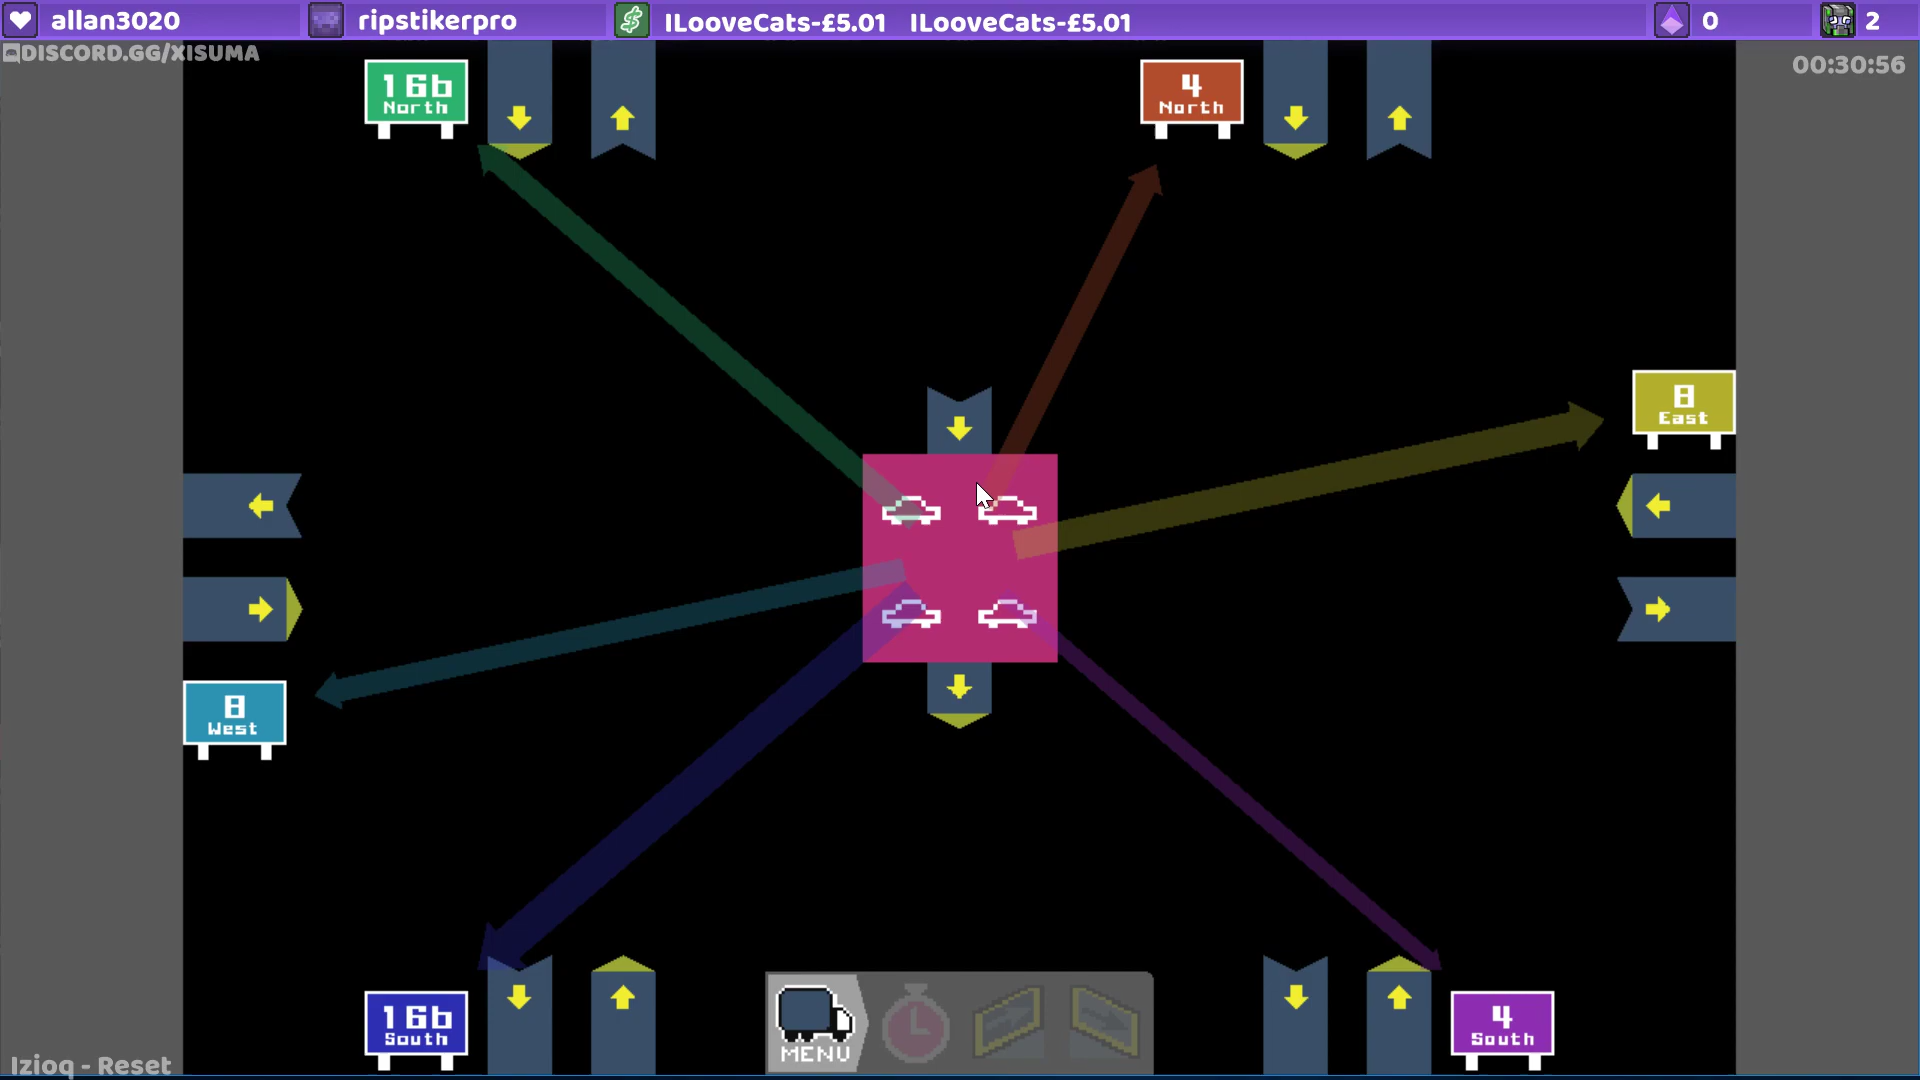 allan3020 ripstikerpro ILooveCats-£5.01 ILooveCats-£5.01 0 2
DISCORD.GG/XISUMA
00:30:56
16b
North
4
North
8
East
8
West
16b
South
MENU
4
South
Izioq - Reset